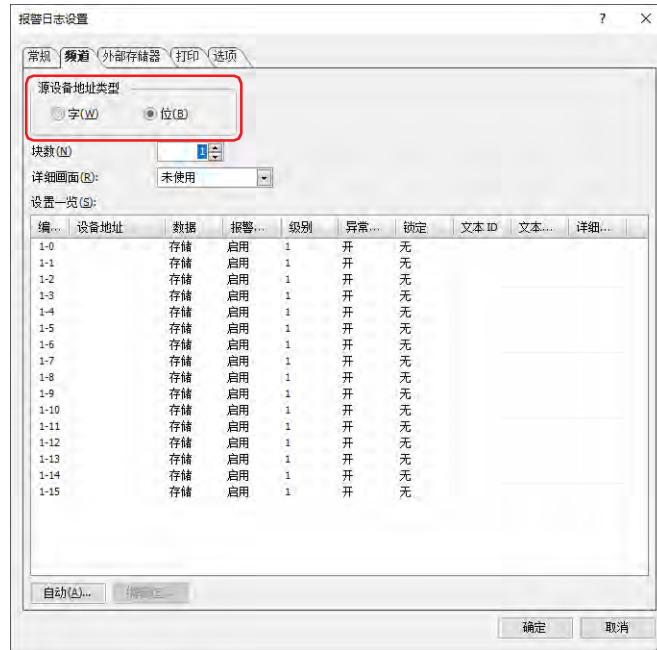 报警日志设置 ? ×
常规 频道 外部存储器 打印 选项
源设备地址类型
字(W) 位(B)
块数(N) 1
详细画面(R): 未使用
设置一览(S):
编... 设备地址 数据 报警... 级别 异常... 锁定 文本 ID 文本... 详细...
1-0 存储 启用 1 开 无
1-1 存储 启用 1 开 无
1-2 存储 启用 1 开 无
1-3 存储 启用 1 开 无
1-4 存储 启用 1 开 无
1-5 存储 启用 1 开 无
1-6 存储 启用 1 开 无
1-7 存储 启用 1 开 无
1-8 存储 启用 1 开 无
1-9 存储 启用 1 开 无
1-10 存储 启用 1 开 无
1-11 存储 启用 1 开 无
1-12 存储 启用 1 开 无
1-13 存储 启用 1 开 无
1-14 存储 启用 1 开 无
1-15 存储 启用 1 开 无
自动(A)...
确定 取消